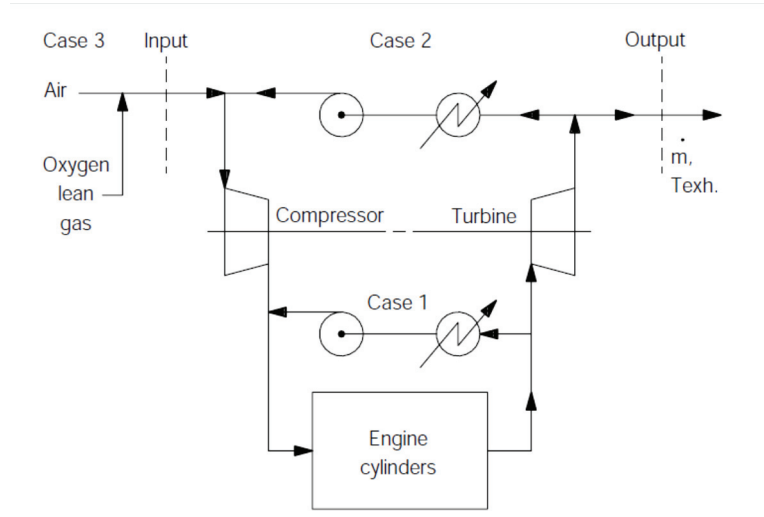 Case 3
Input
Case 2
Output
Air
Oxygen
lean
gas
ṁ,
Texh.
Compressor
Turbine
Case 1
Engine
cylinders